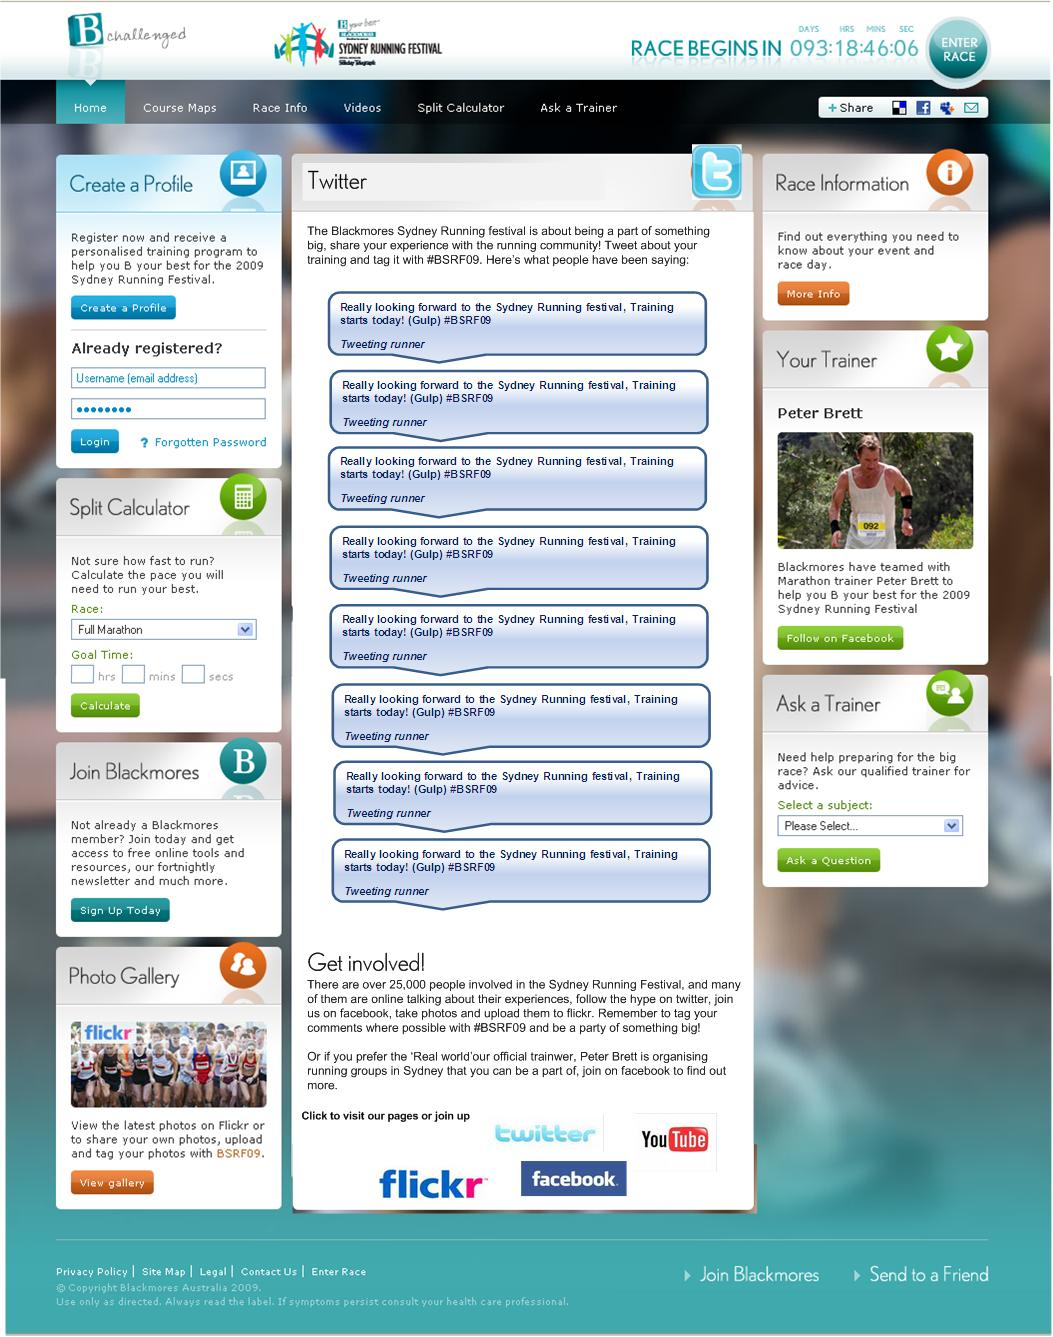 B challenged
SYDNEY RUNNING FESTIVAL
DAYS HRS MINS SEC
RACE BEGINS IN 093:18:46:06
ENTER
RACE
Home
Course Maps
Race Info
Videos
Split Calculator
Ask a Trainer
+ Share
Create a Profile
Register now and receive a
personalised training program to
help you B your best for the 2009
Sydney Running Festival.
Create a Profile
Already registered?
Username (email address)
Login
? Forgotten Password
Split Calculator
Not sure how fast to run?
Calculate the pace you will
need to run your best.
Race:
Full Marathon
Goal Time:
hrs mins secs
Calculate
Join Blackmores
B
Not already a Blackmores
member? Join today and get
access to free online tools and
resources, our fortnightly
newsletter and much more.
Sign Up Today
Photo Gallery
flickr
View the latest photos on Flickr or
to share your own photos, upload
and tag your photos with BSRF09.
View gallery
Twitter
t
The Blackmores Sydney Running festival is about being a part of something
big, share your experience with the running community! Tweet about your
training and tag it with #BSRF09. Here's what people have been saying:
Really looking forward to the Sydney Running festival, Training
starts today! (Gulp) #BSRF09
Tweeting runner
Really looking forward to the Sydney Running festival, Training
starts today! (Gulp) #BSRF09
Tweeting runner
Really looking forward to the Sydney Running festival, Training
starts today! (Gulp) #BSRF09
Tweeting runner
Really looking forward to the Sydney Running festival, Training
starts today! (Gulp) #BSRF09
Tweeting runner
Really looking forward to the Sydney Running festival, Training
starts today! (Gulp) #BSRF09
Tweeting runner
Really looking forward to the Sydney Running festival, Training
starts today! (Gulp) #BSRF09
Tweeting runner
Really looking forward to the Sydney Running festival, Training
starts today! (Gulp) #BSRF09
Tweeting runner
Really looking forward to the Sydney Running festival, Training
starts today! (Gulp) #BSRF09
Tweeting runner
Get involved!
There are over 25,000 people involved in the Sydney Running Festival, and many
of them are online talking about their experiences, follow the hype on twitter, join
us on facebook, take photos and upload them to flickr. Remember to tag your
comments where possible with #BSRF09 and be a party of something big!
Or if you prefer the 'Real world'our official trainwer, Peter Brett is organising
running groups in Sydney that you can be a part of, join on facebook to find out
more.
Click to visit our pages or join up
twitter
YouTube
flickr
facebook
Race Information
Find out everything you need to
know about your event and
race day.
More Info
Your Trainer
Peter Brett
092
Blackmores have teamed with
Marathon trainer Peter Brett to
help you B your best for the 2009
Sydney Running Festival
Follow on Facebook
Ask a Trainer
Need help preparing for the big
race? Ask our qualified trainer for
advice.
Select a subject:
Please Select...
Ask a Question
Privacy Policy | Site Map | Legal | Contact Us | Enter Race
© Copyright Blackmores Australia 2009.
Use only as directed. Always read the label. If symptoms persist consult your health care professional.
Join Blackmores
Send to a Friend